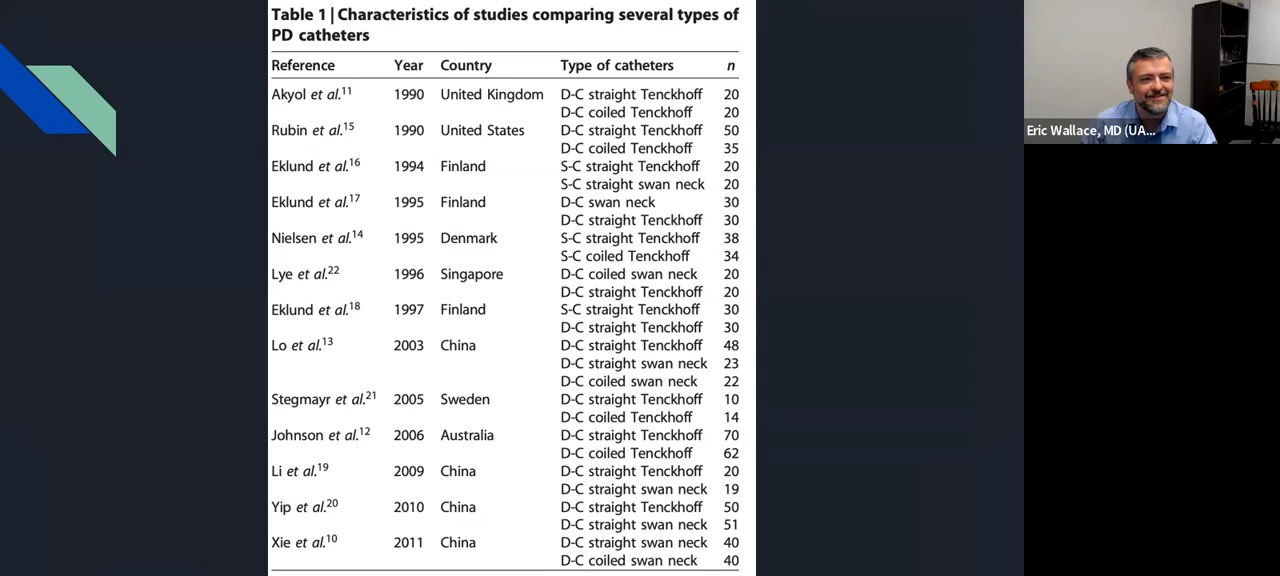 Table 1 | Characteristics of studies comparing several types of
PD catheters
Reference Year Country Type of catheters n
Akyol et al.11 1990 United Kingdom D-C straight Tenckhoff 20
D-C coiled Tenckhoff 20
Rubin et al.15 1990 United States D-C straight Tenckhoff 50
D-C coiled Tenckhoff 35
Eklund et al.16 1994 Finland S-C straight Tenckhoff 20
S-C straight swan neck 20
Eklund et al.17 1995 Finland D-C swan neck 30
D-C straight Tenckhoff 30
Nielsen et al.14 1995 Denmark S-C straight Tenckhoff 38
S-C coiled Tenckhoff 34
Lye et al.22 1996 Singapore D-C coiled swan neck 20
D-C straight Tenckhoff 20
Eklund et al.18 1997 Finland S-C straight Tenckhoff 30
D-C straight Tenckhoff 30
Lo et al.13 2003 China D-C straight Tenckhoff 48
D-C straight swan neck 23
D-C coiled swan neck 22
Stegmayr et al.21 2005 Sweden D-C straight Tenckhoff 10
D-C coiled Tenckhoff 14
Johnson et al.12 2006 Australia D-C straight Tenckhoff 70
D-C coiled Tenckhoff 62
Li et al.19 2009 China D-C straight Tenckhoff 20
D-C straight swan neck 19
Yip et al.20 2010 China D-C straight Tenckhoff 50
D-C straight swan neck 51
Xie et al.10 2011 China D-C straight swan neck 40
D-C coiled swan neck 40
Eric Wallace, MD (UA...